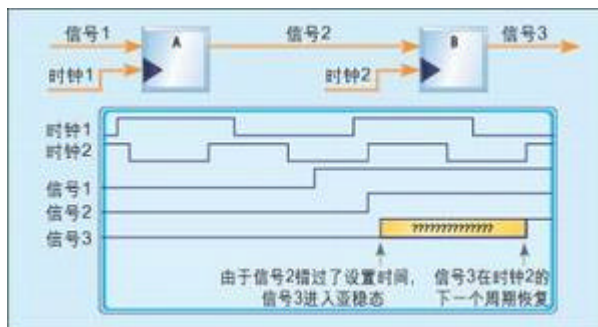 信号1
A
信号2
B
信号3
时钟1
时钟2
时钟1
时钟2
信号1
信号2
信号3
??????????????
由于信号2错过了设置时间,
信号3进入亚稳态
信号3在时钟2的
下一个周期恢复